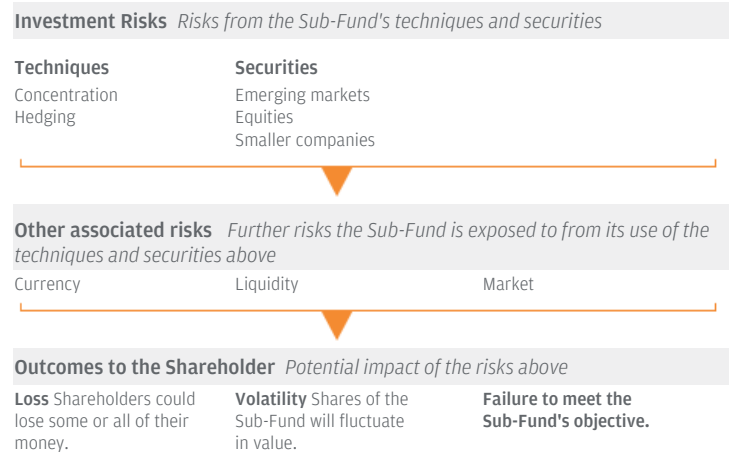 Investment Risks Risks from the Sub-Fund's techniques and securities
Techniques
Concentration
Hedging
Securities
Emerging markets
Equities
Smaller companies
Other associated risks Further risks the Sub-Fund is exposed to from its use of the
techniques and securities above
Currency
Liquidity
Market
Outcomes to the Shareholder Potential impact of the risks above
Loss Shareholders could
lose some or all of their
money.
Volatility Shares of the
Sub-Fund will fluctuate
in value.
Failure to meet the
Sub-Fund's objective.